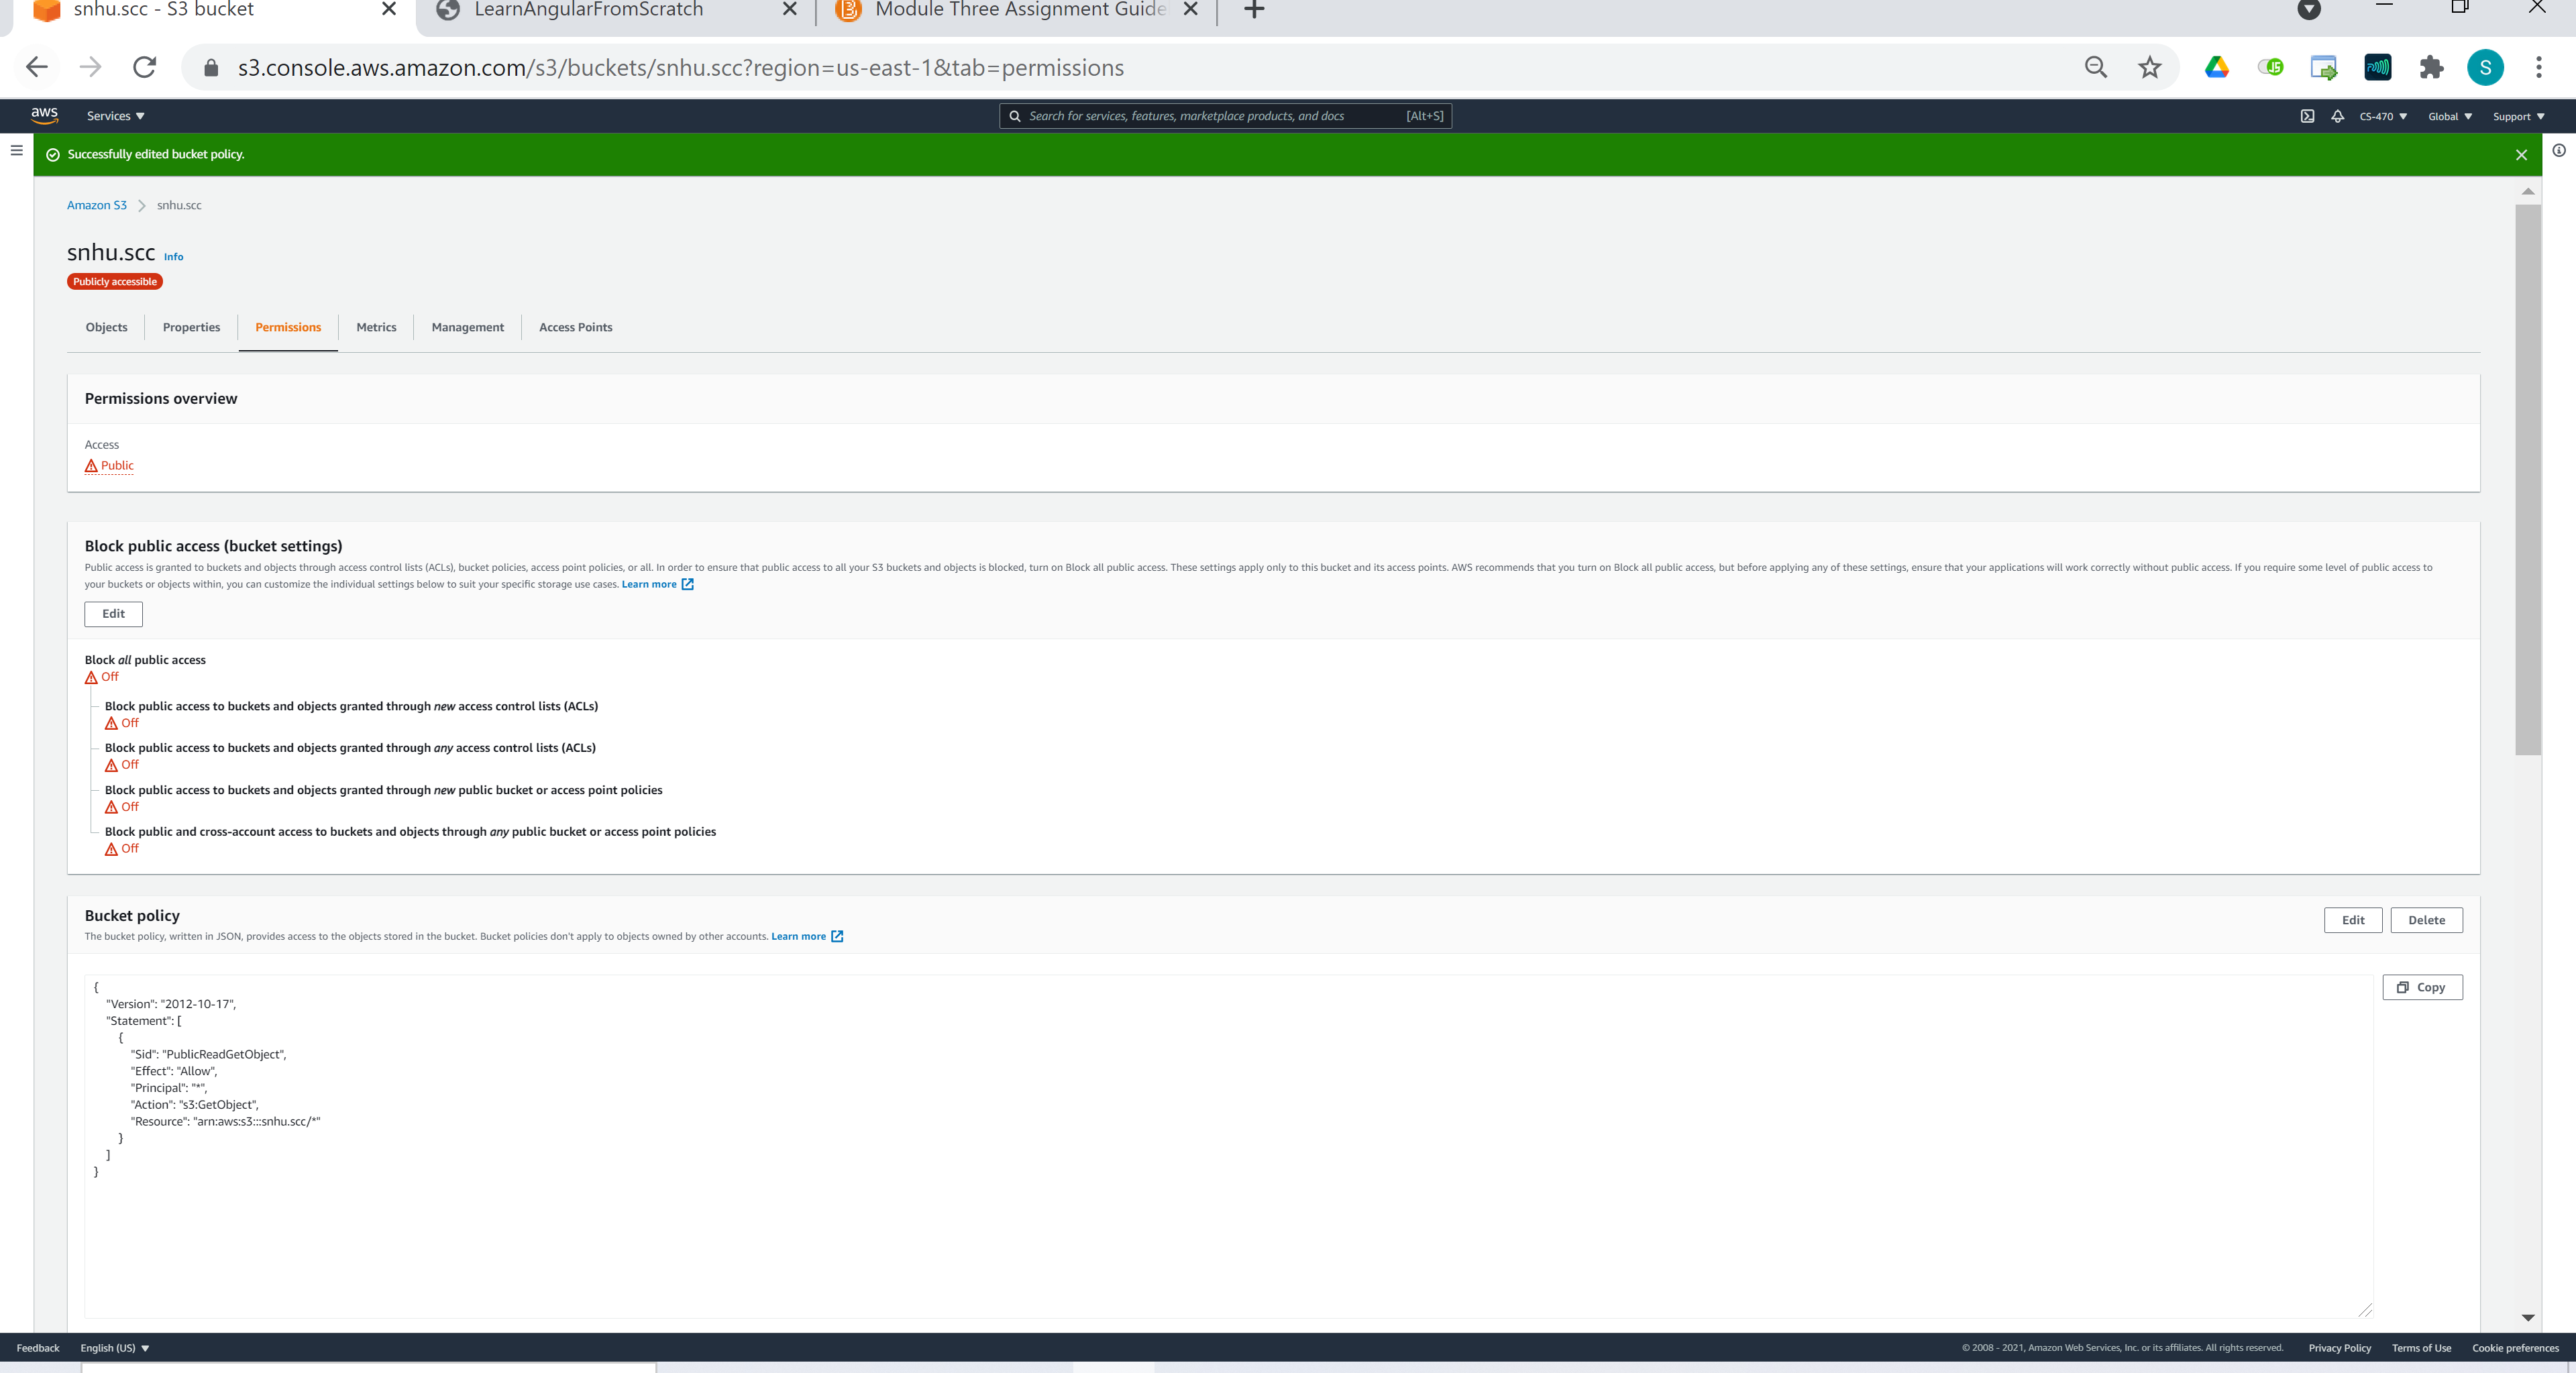 snhu.scc - S3 bucket
LearnAngularFromScratch
Module Three Assignment Guide
s3.console.aws.amazon.com/s3/buckets/snhu.scc?region=us-east-1&tab=permissions
JS
S
aws
Services
Search for services, features, marketplace products, and docs
[Alt+S]
CS-470
Global
Support
Successfully edited bucket policy.
Amazon S3
snhu.scc
snhu.scc Info
Publicly accessible
Objects
Properties
Permissions
Metrics
Management
Access Points
Permissions overview
Access
Public
Block public access (bucket settings)
Public access is granted to buckets and objects through access control lists (ACLs), bucket policies, access point policies, or all. In order to ensure that public access to all your S3 buckets and objects is blocked, turn on Block all public access. These settings apply only to this bucket and its access points. AWS recommends that you turn on Block all public access, but before applying any of these settings, ensure that your applications will work correctly without public access. If you require some level of public access to
your buckets or objects within, you can customize the individual settings below to suit your specific storage use cases. Learn more
Edit
Block all public access
Off
Block public access to buckets and objects granted through new access control lists (ACLs)
Off
Block public access to buckets and objects granted through any access control lists (ACLs)
Off
Block public access to buckets and objects granted through new public bucket or access point policies
Off
Block public and cross-account access to buckets and objects through any public bucket or access point policies
Off
Bucket policy
Edit
Delete
The bucket policy, written in JSON, provides access to the objects stored in the bucket. Bucket policies don't apply to objects owned by other accounts. Learn more
Copy
{
"Version": "2012-10-17",
"Statement": [
{
"Sid": "PublicReadGetObject",
"Effect": "Allow",
"Principal": "*",
"Action": "s3:GetObject",
"Resource": "arn:aws:s3:::snhu.scc/*"
}
]
}
Feedback
English (US)
© 2008 - 2021, Amazon Web Services, Inc. or its affiliates. All rights reserved.
Privacy Policy
Terms of Use
Cookie preferences